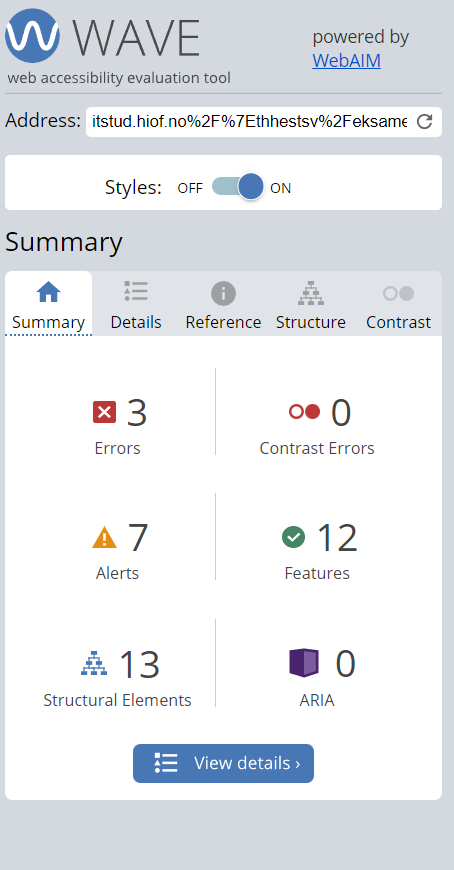 WAVE
web accessibility evaluation tool
powered by
WebAIM
Address: itstud.hiof.no%2F%7Ethhestsv%2Feksame
Styles: OFF ON
Summary
Summary Details Reference Structure Contrast
3 0
Errors Contrast Errors
7 12
Alerts Features
13 0
Structural Elements ARIA
View details ›